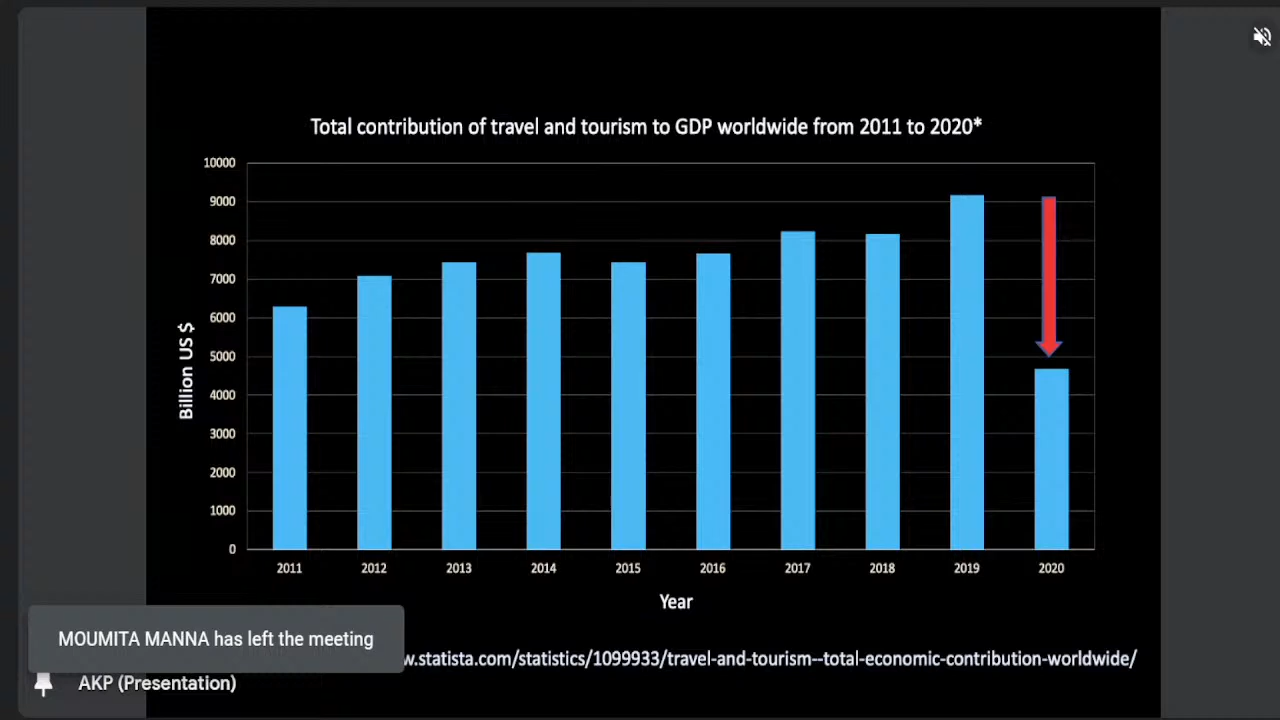 Total contribution of travel and tourism to GDP worldwide from 2011 to 2020*
10000
9000
8000
7000
6000
5000
4000
3000
2000
1000
0
Billion US $
2011 2012 2013 2014 2015 2016 2017 2018 2019 2020
Year
MOUMITA MANNA has left the meeting
w.statista.com/statistics/1099933/travel-and-tourism--total-economic-contribution-worldwide/
AKP (Presentation)